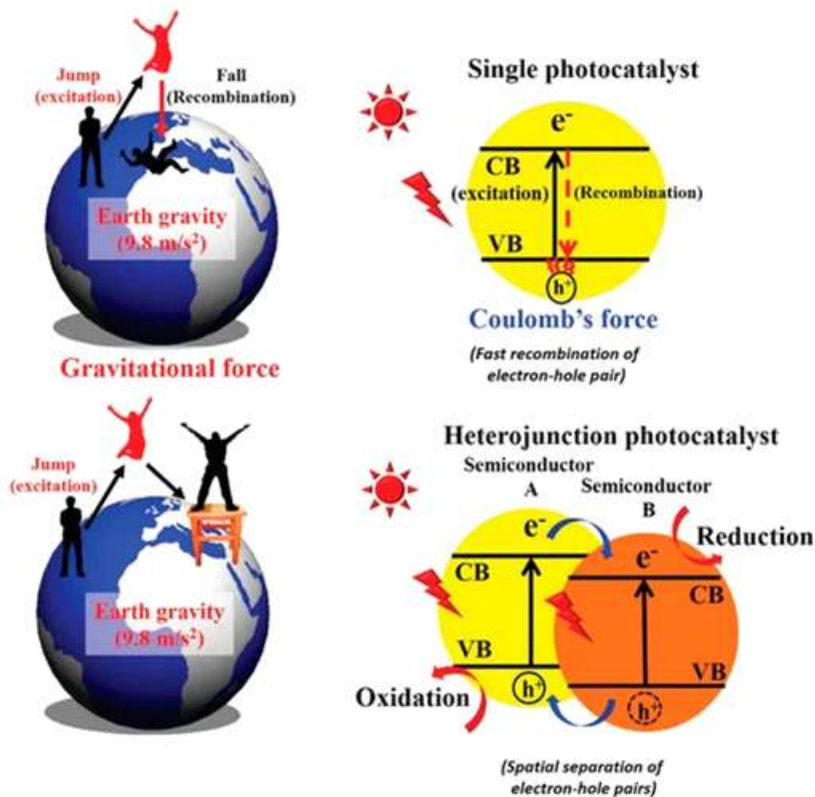 Jump
(excitation)
Fall
(Recombination)
Earth gravity
(9.8 m/s²)
Gravitational force
Single photocatalyst
e⁻
CB
(excitation)
(Recombination)
VB
h⁺
Coulomb's force
(Fast recombination of
electron-hole pair)
Jump
(excitation)
Earth gravity
(9.8 m/s²)
Heterojunction photocatalyst
Semiconductor
A
Semiconductor
B
Reduction
e⁻
e⁻
CB
CB
VB
VB
Oxidation
h⁺
h⁺
(Spatial separation of
electron-hole pairs)